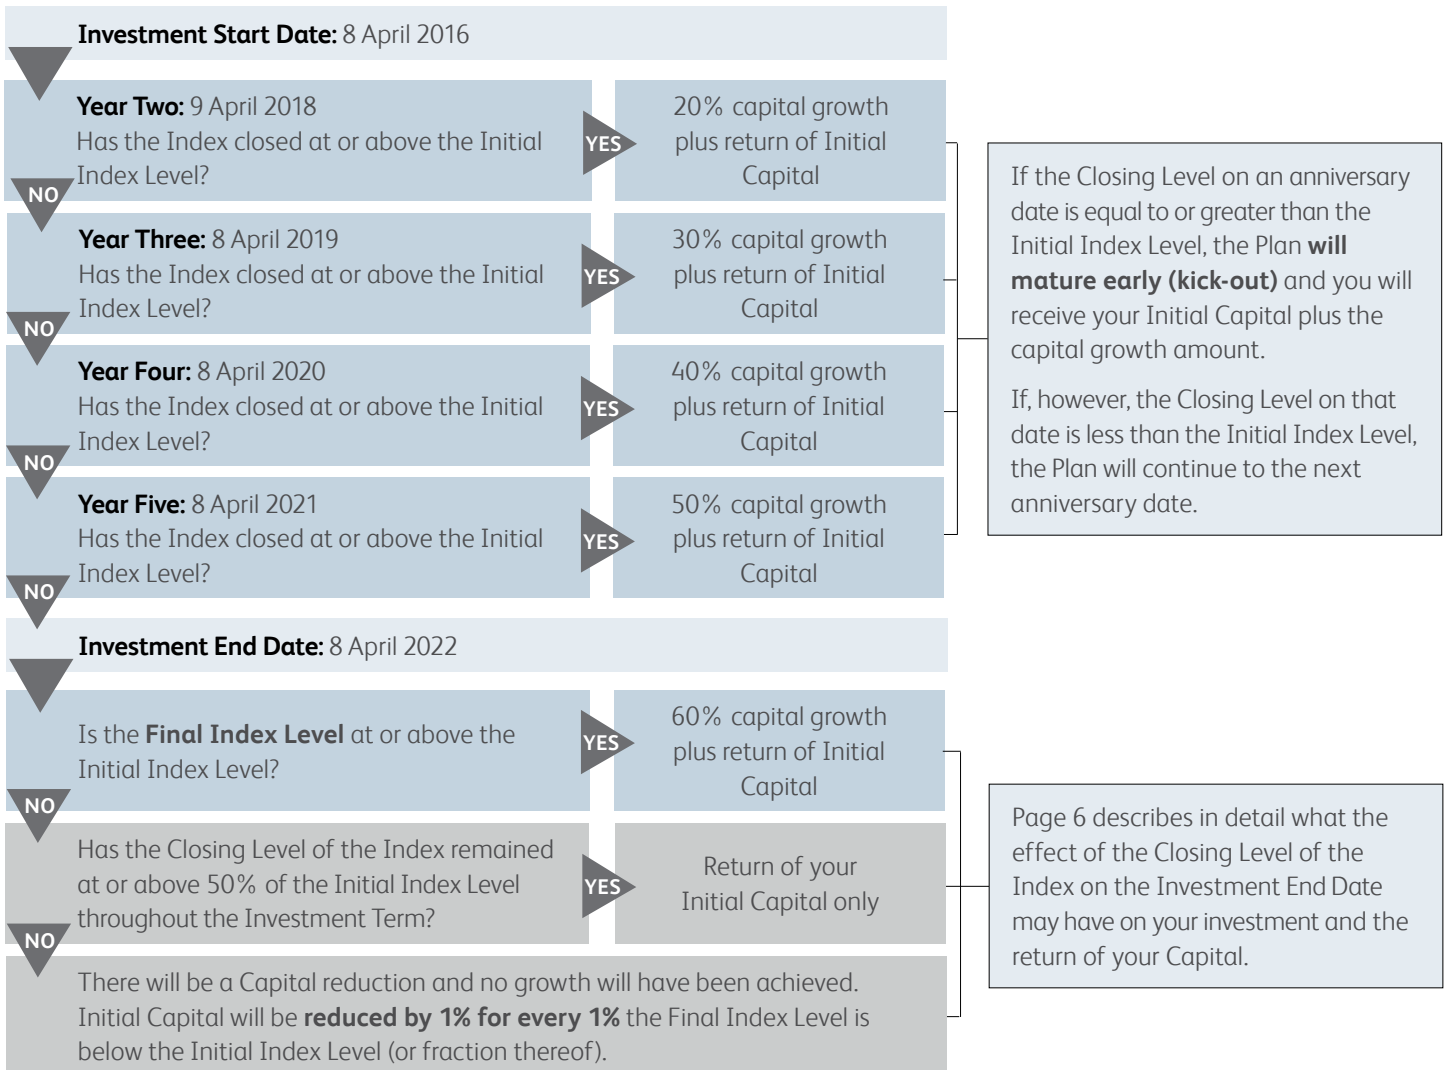 Investment Start Date: 8 April 2016
Year Two: 9 April 2018
Has the Index closed at or above the Initial
Index Level?
YES
20% capital growth
plus return of Initial
Capital
NO
Year Three: 8 April 2019
Has the Index closed at or above the Initial
Index Level?
YES
30% capital growth
plus return of Initial
Capital
NO
Year Four: 8 April 2020
Has the Index closed at or above the Initial
Index Level?
YES
40% capital growth
plus return of Initial
Capital
NO
Year Five: 8 April 2021
Has the Index closed at or above the Initial
Index Level?
YES
50% capital growth
plus return of Initial
Capital
NO
If the Closing Level on an anniversary
date is equal to or greater than the
Initial Index Level, the Plan will
mature early (kick-out) and you will
receive your Initial Capital plus the
capital growth amount.
If, however, the Closing Level on that
date is less than the Initial Index Level,
the Plan will continue to the next
anniversary date.
Investment End Date: 8 April 2022
Is the Final Index Level at or above the
Initial Index Level?
YES
60% capital growth
plus return of Initial
Capital
NO
Has the Closing Level of the Index remained
at or above 50% of the Initial Index Level
throughout the Investment Term?
YES
Return of your
Initial Capital only
NO
There will be a Capital reduction and no growth will have been achieved.
Initial Capital will be reduced by 1% for every 1% the Final Index Level is
below the Initial Index Level (or fraction thereof).
Page 6 describes in detail what the
effect of the Closing Level of the
Index on the Investment End Date
may have on your investment and the
return of your Capital.